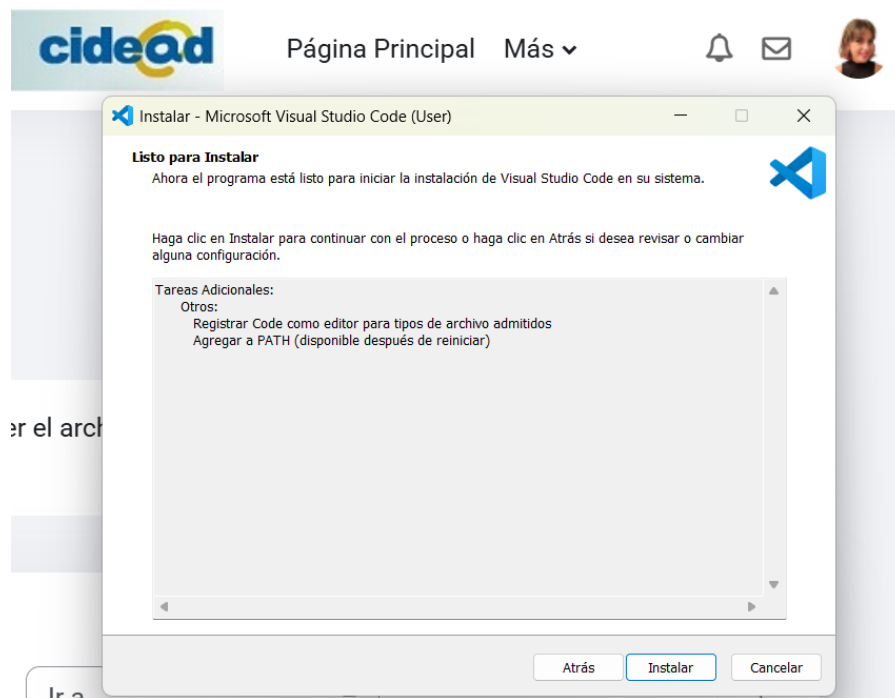 cidead
Página Principal Más
Instalar - Microsoft Visual Studio Code (User)
Listo para Instalar
Ahora el programa está listo para iniciar la instalación de Visual Studio Code en su sistema.
Haga clic en Instalar para continuar con el proceso o haga clic en Atrás si desea revisar o cambiar
alguna configuración.
Tareas Adicionales:
Otros:
Registrar Code como editor para tipos de archivo admitidos
Agregar a PATH (disponible después de reiniciar)
el
Atrás Instalar Cancelar
Ir a